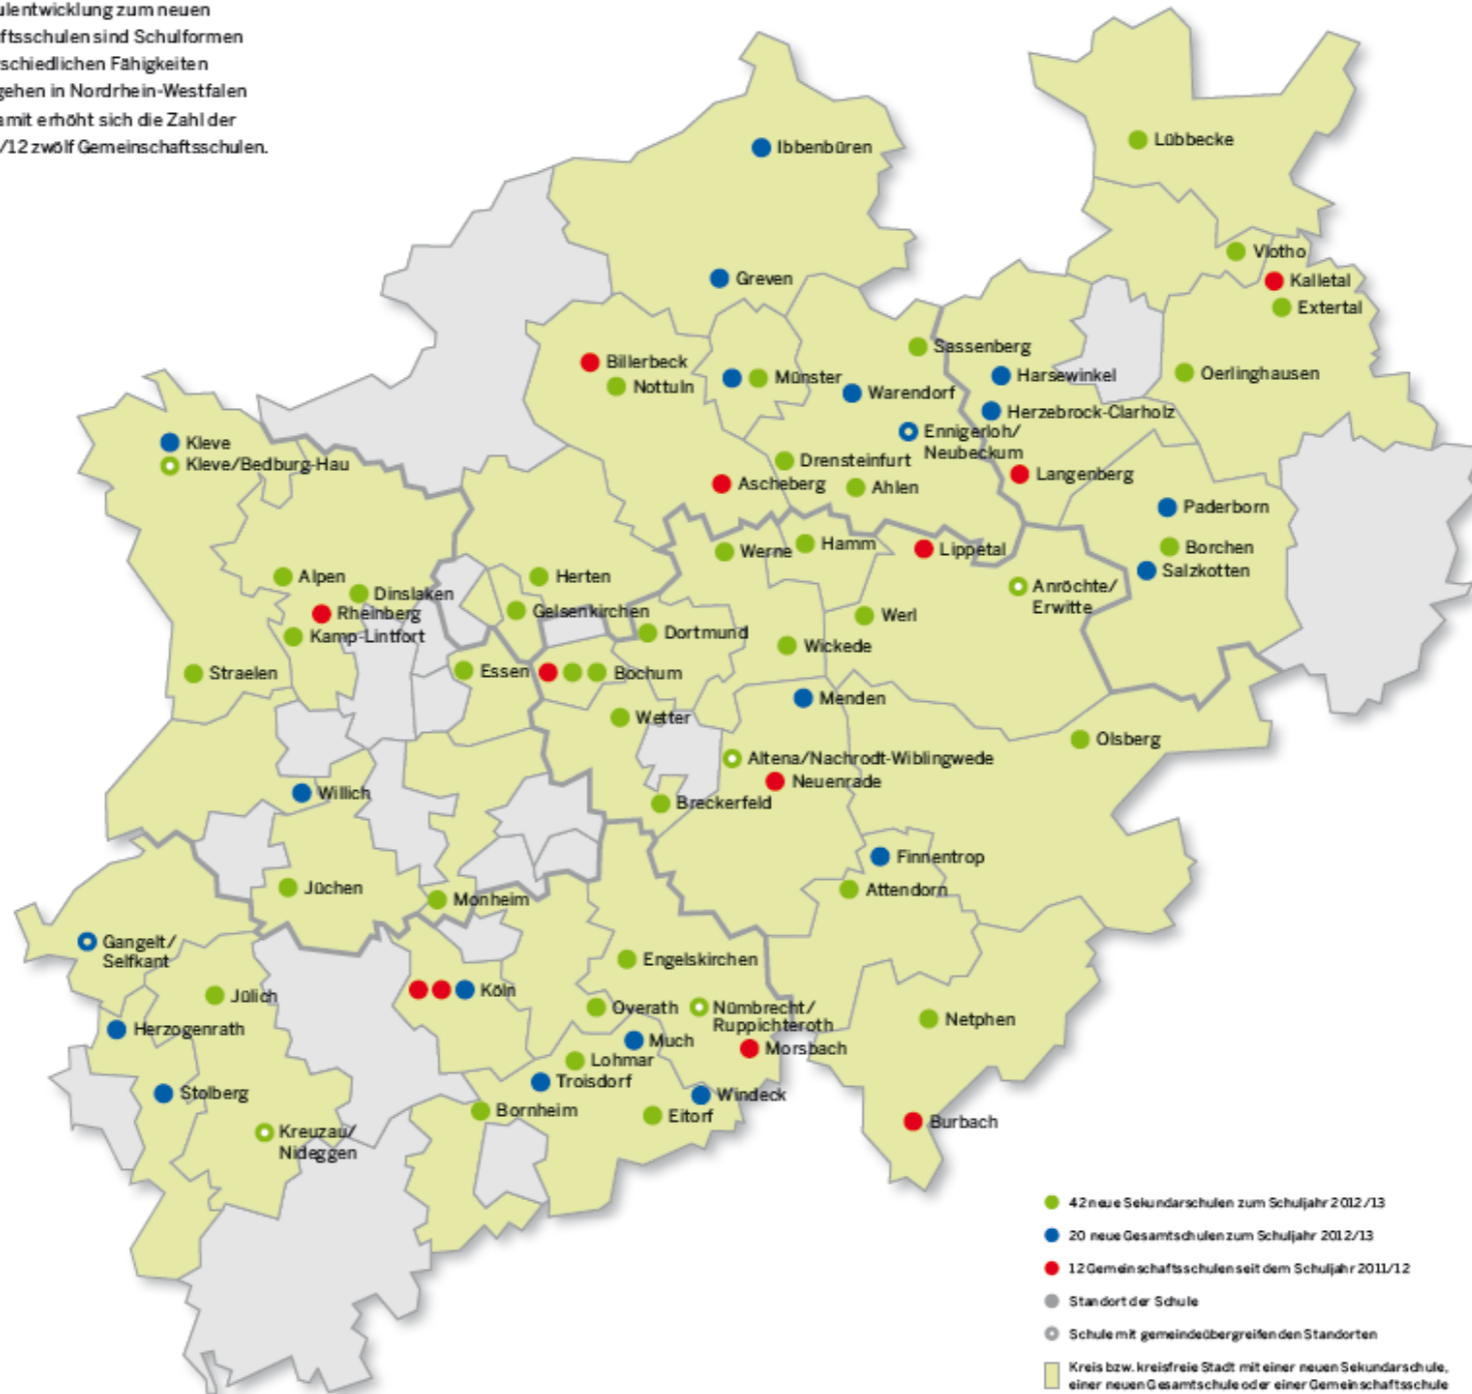 ulentwicklung zum neuen
ftsschulen sind Schulformen
schiedlichen Fähigkeiten
gehen in Nordrhein-Westfalen
amit erhöht sich die Zahl der
/12 zwölf Gemeinschaftsschulen.
Ibbenbüren
Lübbecke
Greven
Vlotho
Kalletal
Extertal
Billerbeck
Nottuln
Münster
Sassenberg
Warendorf
Harsewinkel
Oerlinghausen
Herzebrock-Clarholz
Ennigerloh/
Neubeckum
Kleve
Kleve/Bedburg-Hau
Drensteinfurt
Ascheberg
Ahlen
Langenberg
Paderborn
Borchen
Salzkotten
Werne
Hamm
Lippetal
Anröchte/
Erwitte
Alpen
Dinslaken
Rheinberg
Kamp-Lintfort
Herten
Gelsenkirchen
Dortmund
Werl
Wickede
Straelen
Essen
Bochum
Menden
Wetter
Olsberg
Altena/Nachrodt-Wiblingwede
Neuenrade
Willich
Breckerfeld
Finnentrop
Attendorn
Jüchen
Monheim
Gangelt/
Selfkant
Engelskirchen
Jülich
Köln
Overath
Nümbrecht/
Ruppichteroth
Netphen
Herzogenrath
Much
Morsbach
Lohmar
Troisdorf
Stolberg
Windeck
Bornheim
Eitorf
Burbach
Kreuzau/
Nideggen
42 neue Sekundarschulen zum Schuljahr 2012/13
20 neue Gesamtschulen zum Schuljahr 2012/13
12 Gemeinschaftsschulen seit dem Schuljahr 2011/12
Standort der Schule
Schule mit gemeindeübergreifenden Standorten
Kreis bzw. kreisfreie Stadt mit einer neuen Sekundarschule,
einer neuen Gesamtschule oder einer Gemeinschaftsschule